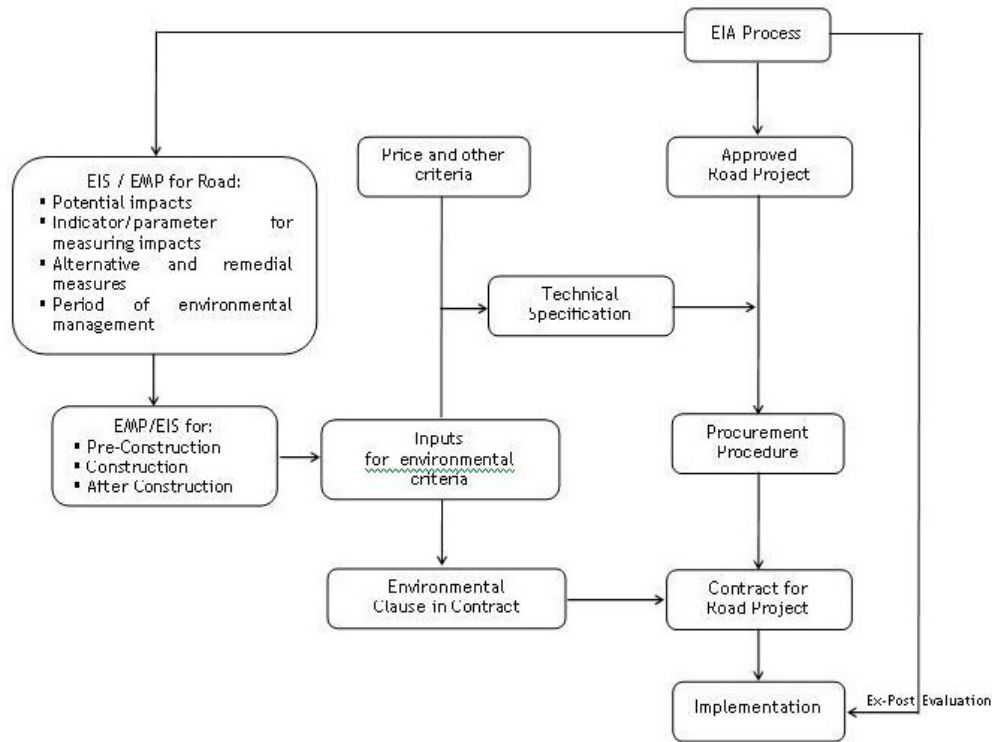 EIA Process
Price and other
criteria
Approved
Road Project
EIS / EMP for Road:
▪ Potential impacts
▪ Indicator/parameter for
measuring impacts
▪ Alternative and remedial
measures
▪ Period of environmental
management
Technical
Specification
EMP/EIS for:
▪ Pre-Construction
▪ Construction
▪ After Construction
Inputs
for environmental
criteria
Procurement
Procedure
Environmental
Clause in Contract
Contract for
Road Project
Implementation
Ex-Post Evaluation